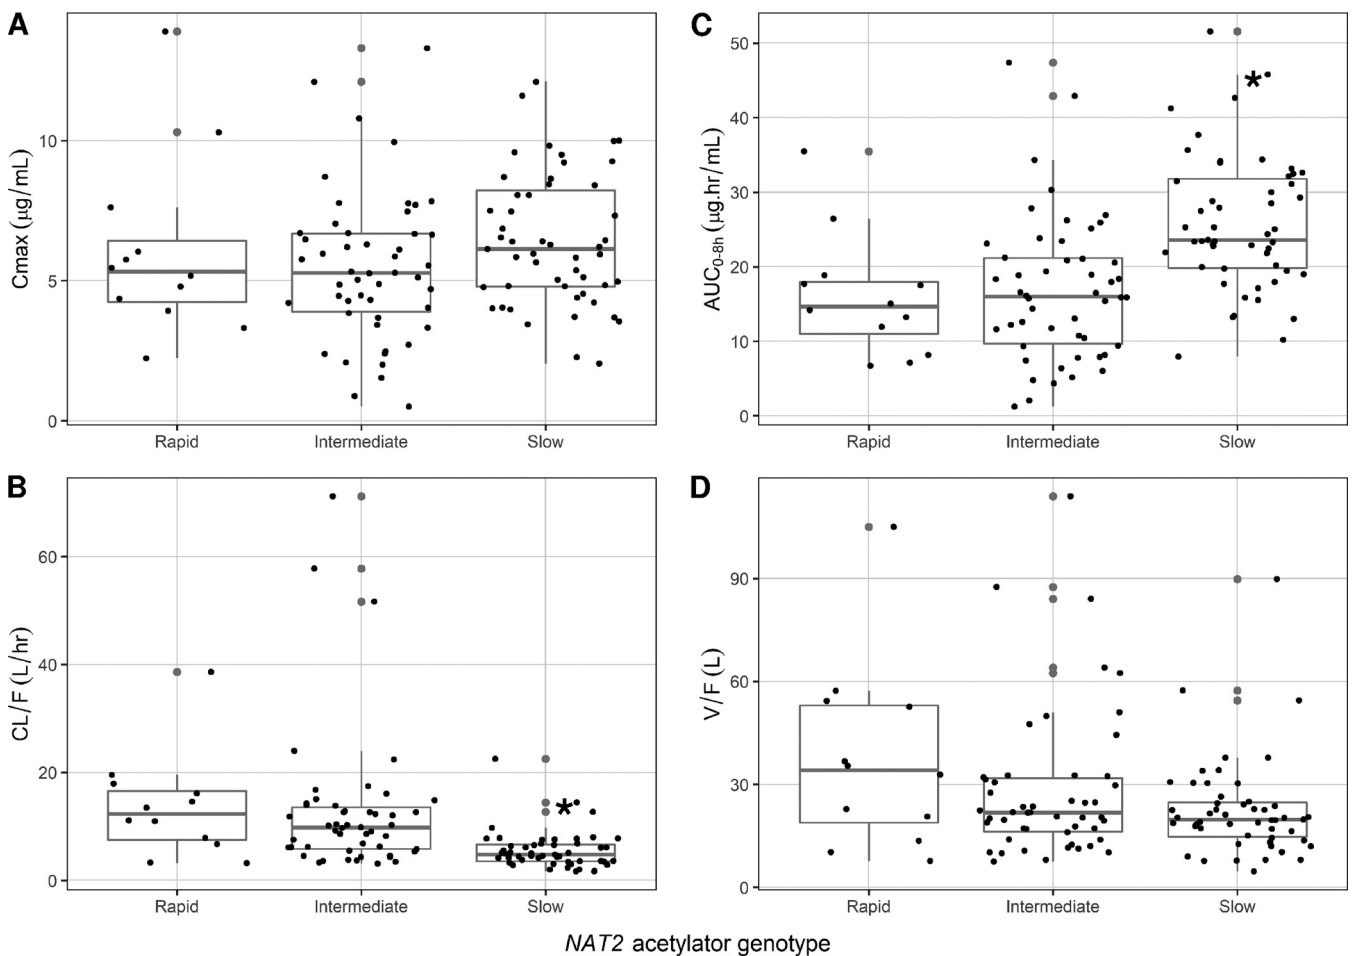 A
Cmax (μg/mL)
10
5
0
Rapid Intermediate Slow
C
AUC0-8h (μg.hr/mL)
50
40
30
20
10
0
*
Rapid Intermediate Slow
B
CL/F (L/hr)
60
40
20
0
*
Rapid Intermediate Slow
D
V/F (L)
90
60
30
0
Rapid Intermediate Slow
NAT2 acetylator genotype